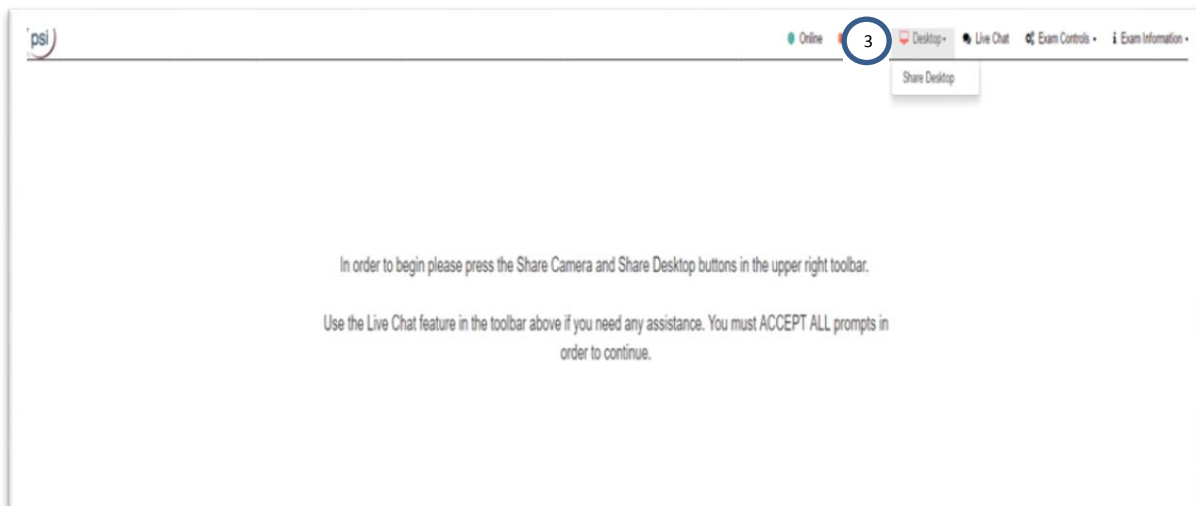 psi
Online 3 Desktop Live Chat Exam Controls Exam Information
Share Desktop
In order to begin please press the Share Camera and Share Desktop buttons in the upper right toolbar.
Use the Live Chat feature in the toolbar above if you need any assistance. You must ACCEPT ALL prompts in
order to continue.